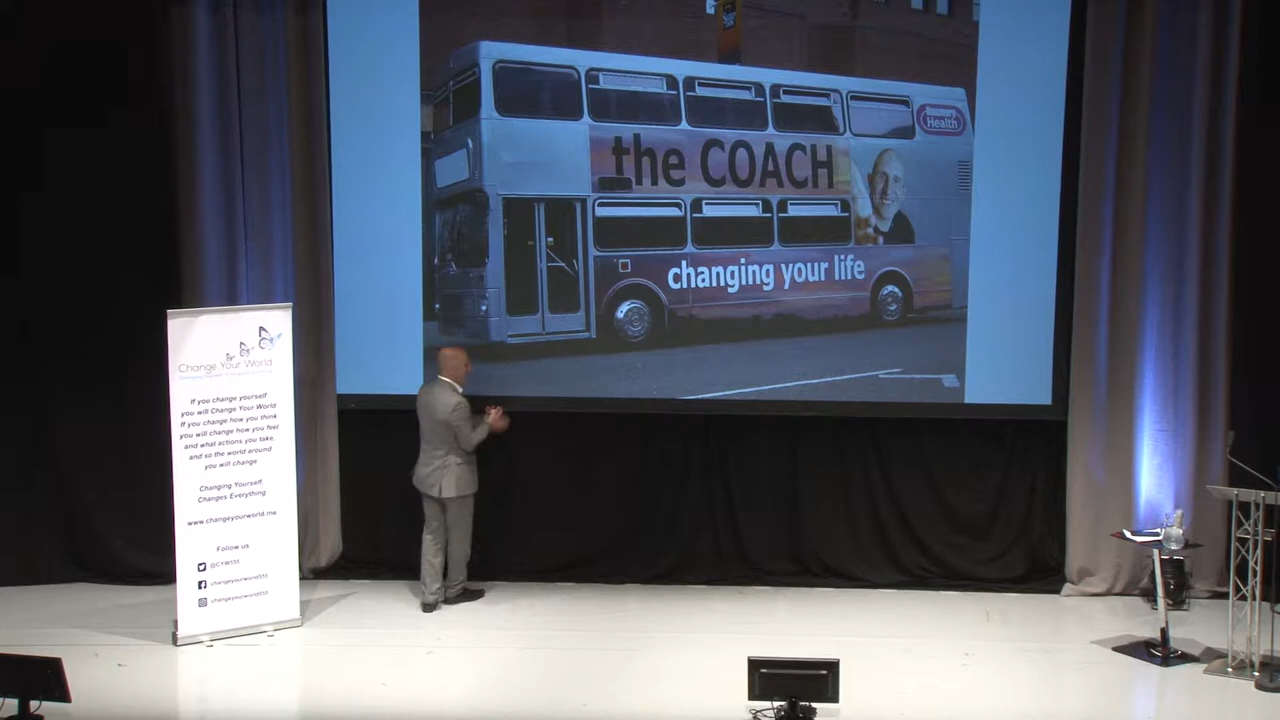 Health
the COACH
changing your life
Change Your World
If you change yourself
you will Change Your World
If you change how you think
you will change how you feel
and what actions you take,
and so the world around
you will change
Changing Yourself,
Changes Everything
www.changeyourworld.me
Follow us
changeyourworld555
changeyourworld555